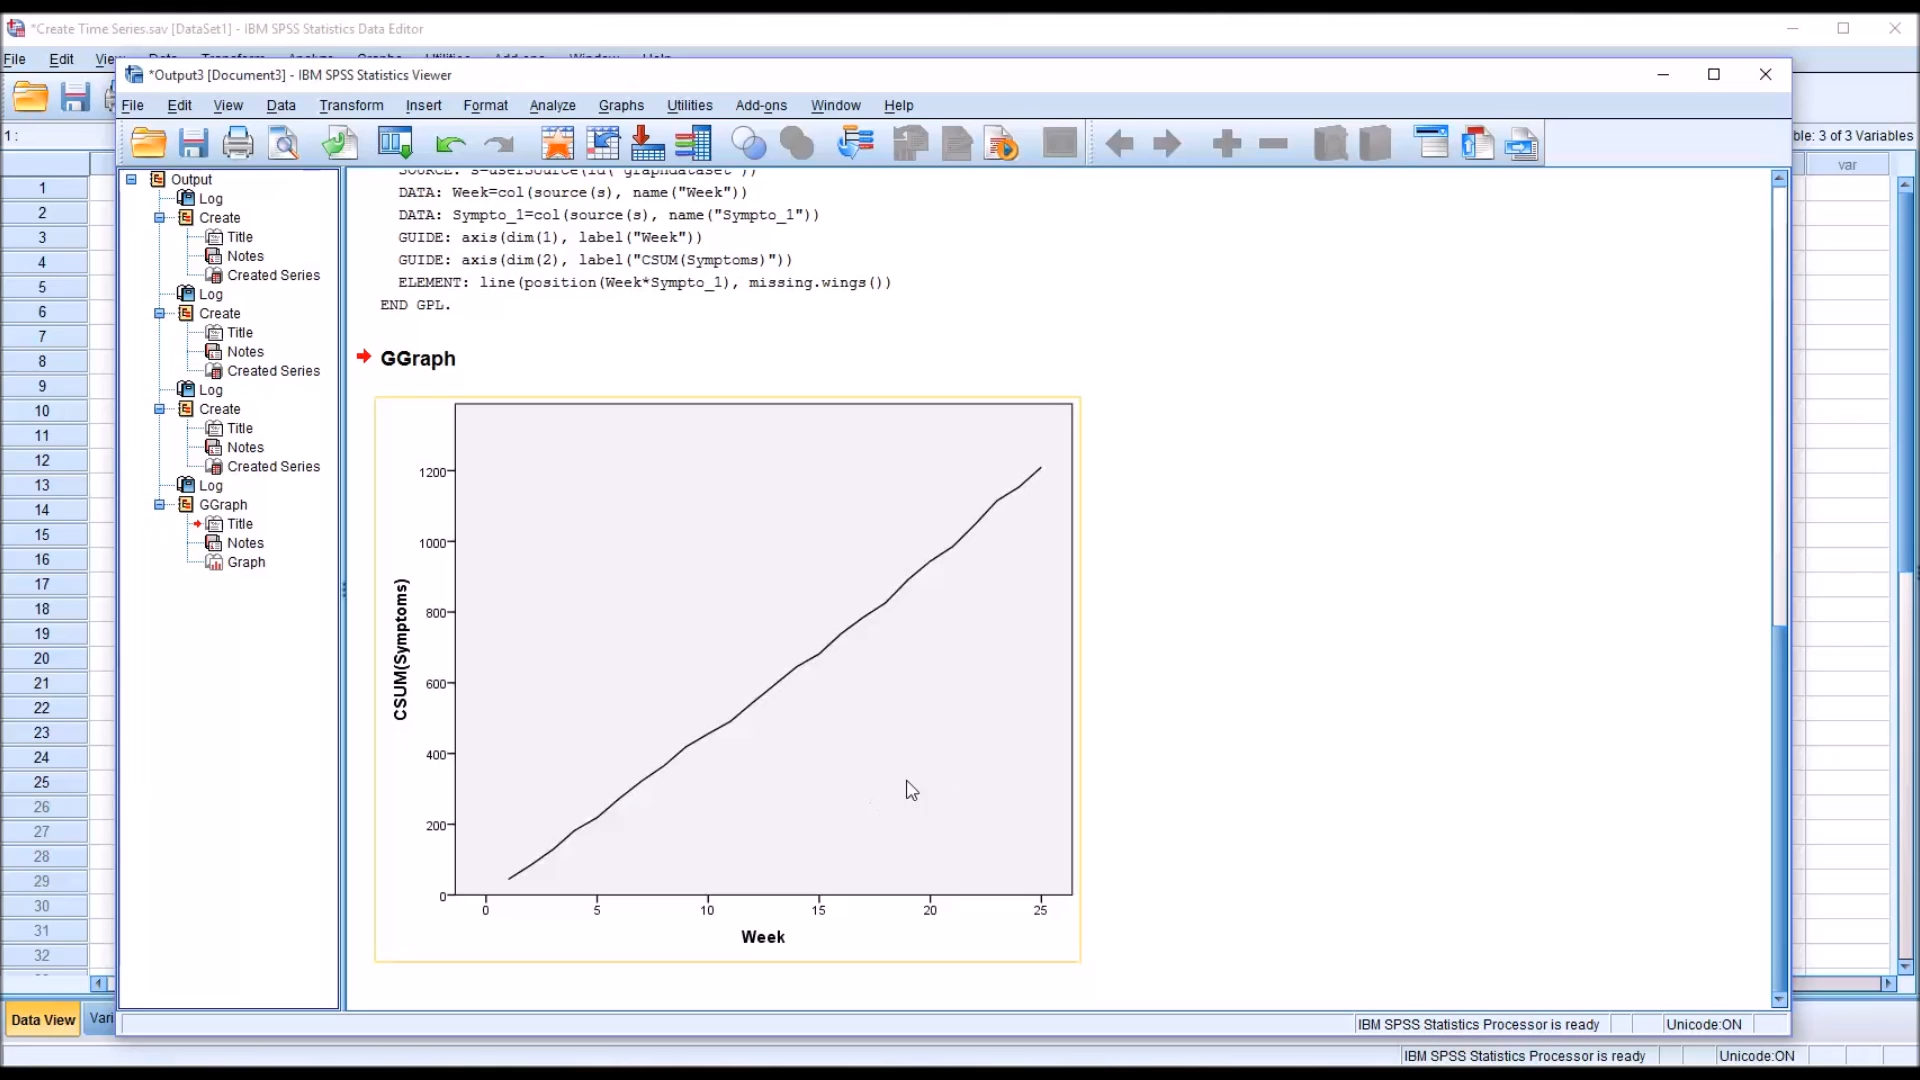 *Create Time Series.sav [DataSet1] - IBM SPSS Statistics Data Editor
File Edit
*Output3 [Document3] - IBM SPSS Statistics Viewer
File Edit View Data Transform Insert Format Analyze Graphs Utilities Add-ons Window Help
1 :
ble: 3 of 3 Variables
var
1
2
3
4
5
6
7
8
9
10
11
12
13
14
15
16
17
18
19
20
21
22
23
24
25
26
27
28
29
30
31
32
Output
Log
Create
Title
Notes
Created Series
Log
Create
Title
Notes
Created Series
Log
Create
Title
Notes
Created Series
Log
GGraph
Title
Notes
Graph
SOURCE: s=userSource(id("graphdataset"))
DATA: Week=col(source(s), name("Week"))
DATA: Sympto_1=col(source(s), name("Sympto_1"))
GUIDE: axis(dim(1), label("Week"))
GUIDE: axis(dim(2), label("CSUM(Symptoms)"))
ELEMENT: line(position(Week*Sympto_1), missing.wings())
END GPL.
GGraph
1200
1000
800
600
400
200
0
CSUM(Symptoms)
0 5 10 15 20 25
Week
Data View Vari
IBM SPSS Statistics Processor is ready Unicode:ON
IBM SPSS Statistics Processor is ready Unicode:ON